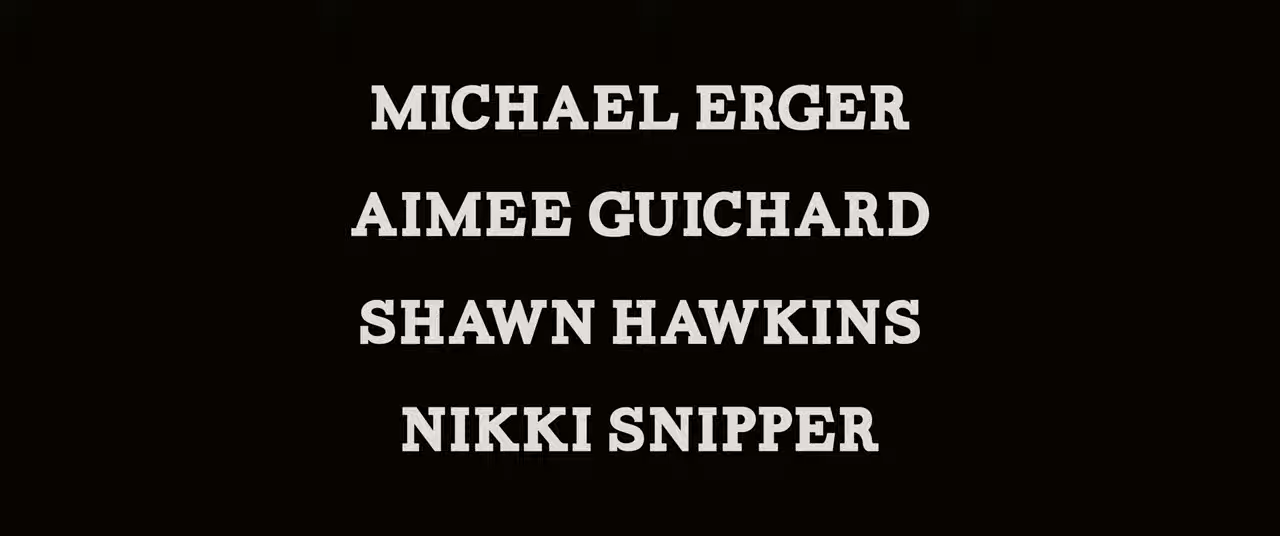 MICHAEL ERGER
AIMEE GUICHARD
SHAWN HAWKINS
NIKKI SNIPPER